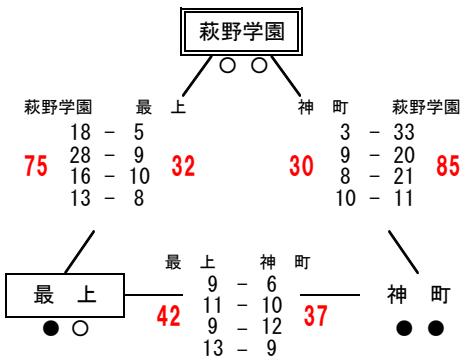 萩野学園
○ ○
萩野学園 最 上
75 32
18 - 5
28 - 9
16 - 10
13 - 8
神 町 萩野学園
30 85
3 - 33
9 - 20
8 - 21
10 - 11
最 上 神 町
42 37
9 - 6
11 - 10
9 - 12
13 - 9
最 上
● ○
神 町
● ●